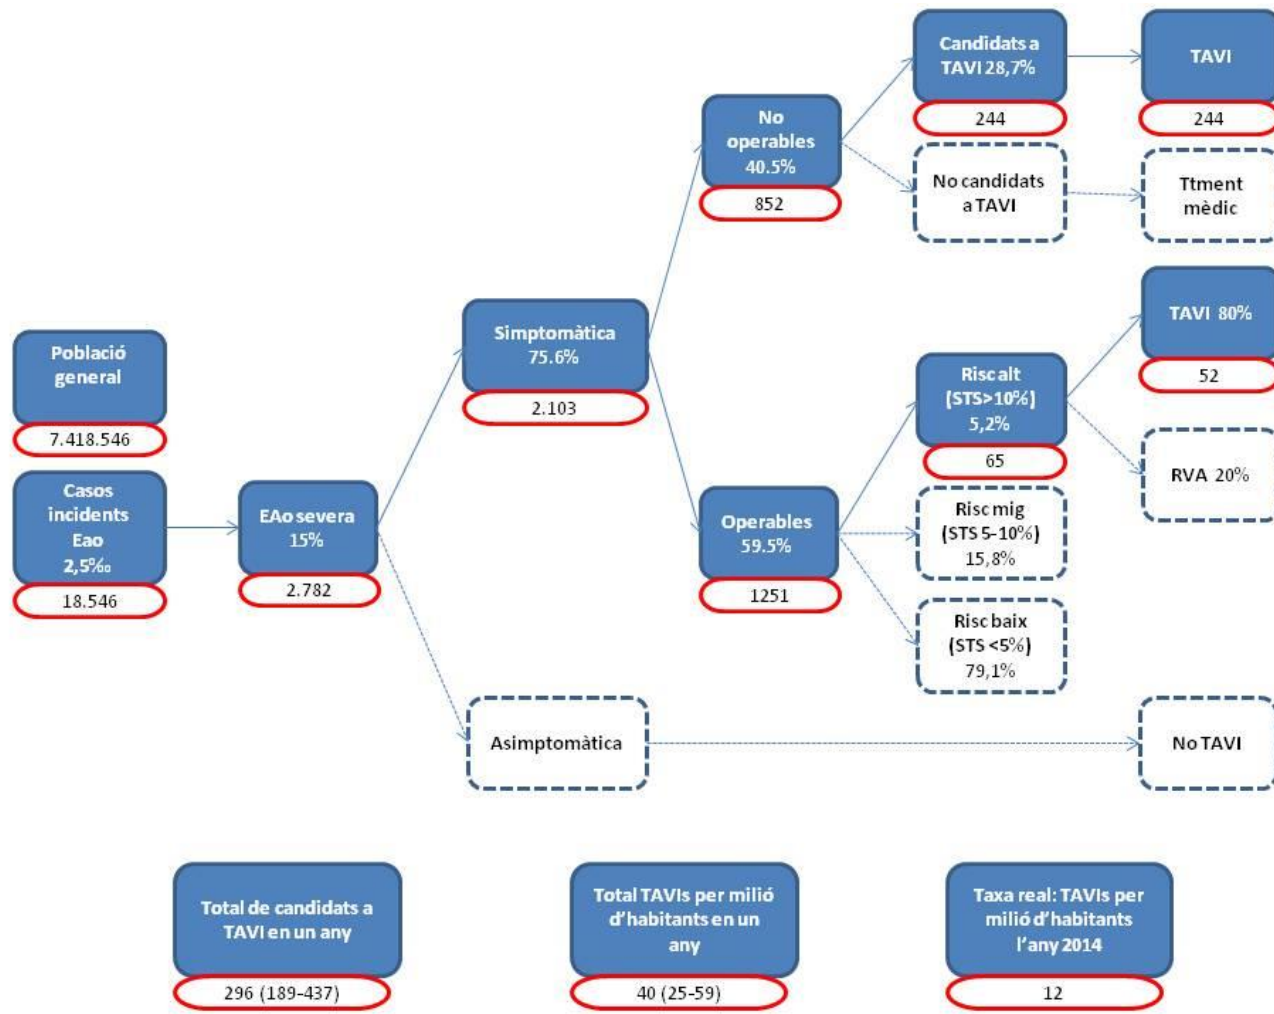 Població
general
7.418.546
Casos
incidents
Eao
2,5‰
18.546
EAo severa
15%
2.782
Simptomàtica
75.6%
2.103
Asimptomàtica
No
operables
40.5%
852
Operables
59.5%
1251
Candidats a
TAVI 28,7%
244
No candidats
a TAVI
Risc alt
(STS>10%)
5,2%
65
Risc mig
(STS 5-10%)
15,8%
Risc baix
(STS <5%)
79,1%
TAVI
244
Ttment
mèdic
TAVI 80%
52
RVA 20%
No TAVI
Total de candidats a
TAVI en un any
296 (189-437)
Total TAVIs per milió
d'habitants en un
any
40 (25-59)
Taxa real: TAVIs per
milió d'habitants
l'any 2014
12